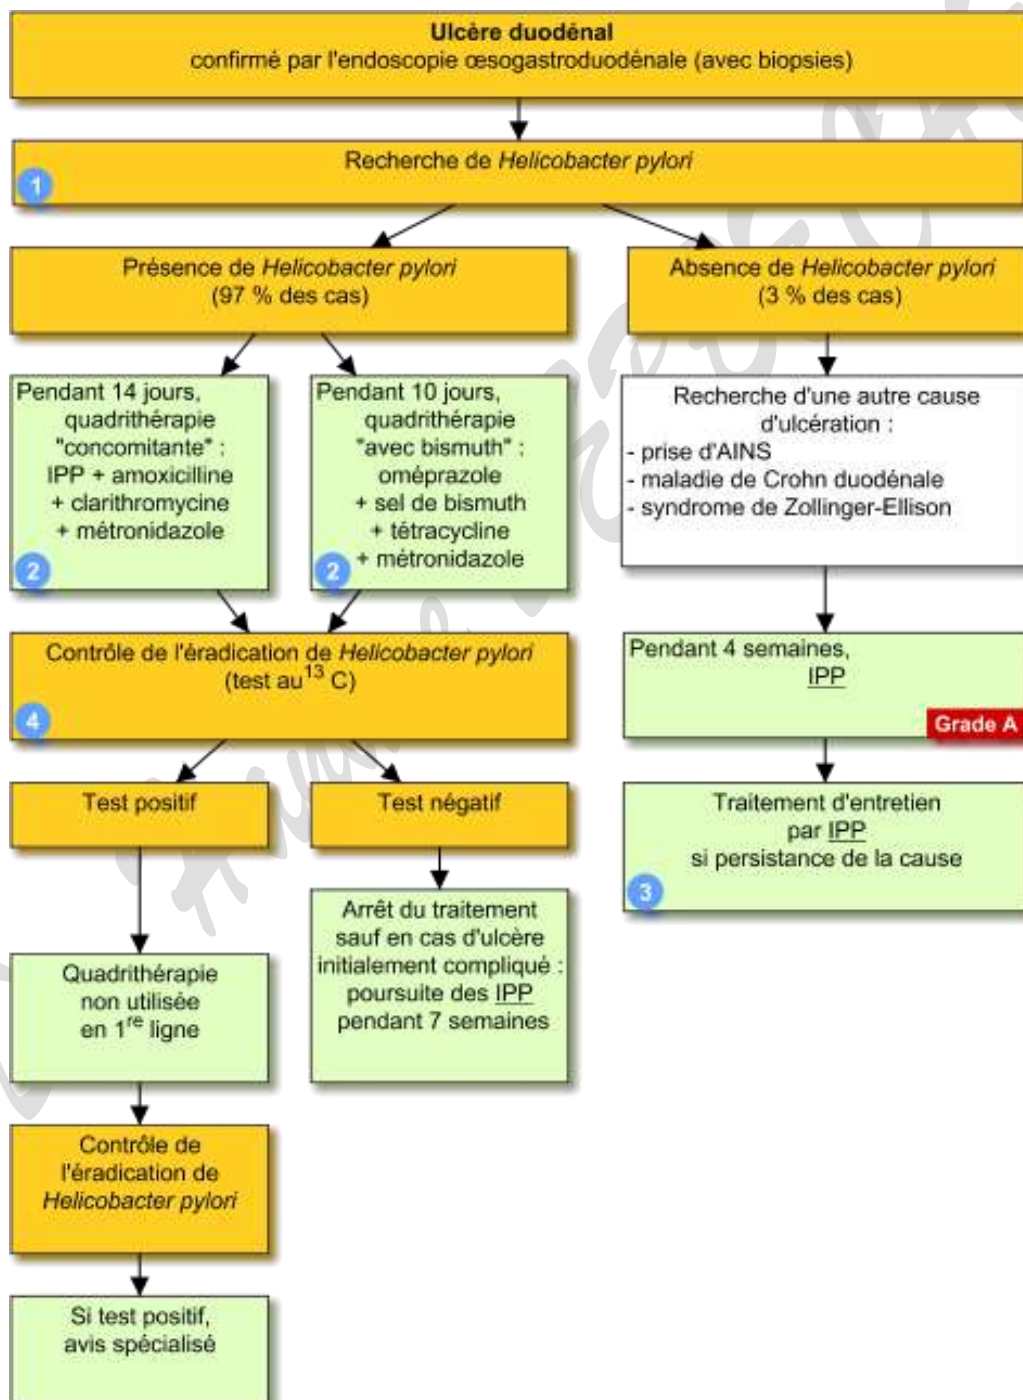 Ulcère duodénal
confirmé par l'endoscopie œsogastroduodénale (avec biopsies)
Recherche de Helicobacter pylori
1
Présence de Helicobacter pylori
(97 % des cas)
Absence de Helicobacter pylori
(3 % des cas)
Pendant 14 jours,
quadrithérapie
"concomitante" :
IPP + amoxicilline
+ clarithromycine
+ métronidazole
2
Pendant 10 jours,
quadrithérapie
"avec bismuth" :
oméprazole
+ sel de bismuth
+ tétracycline
+ métronidazole
2
Recherche d'une autre cause
d'ulcération :
- prise d'AINS
- maladie de Crohn duodénale
- syndrome de Zollinger-Ellison
Contrôle de l'éradication de Helicobacter pylori
(test au13 C)
4
Pendant 4 semaines,
IPP
Grade A
Test positif
Test négatif
Traitement d'entretien
par IPP
si persistance de la cause
3
Arrêt du traitement
sauf en cas d'ulcère
initialement compliqué :
poursuite des IPP
pendant 7 semaines
Quadrithérapie
non utilisée
en 1re ligne
Contrôle de
l'éradication de
Helicobacter pylori
Si test positif,
avis spécialisé